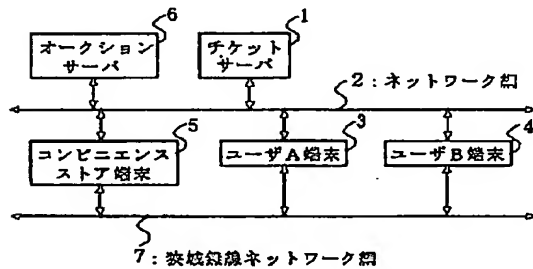 6
オークション
サーバ
1
チケット
サーバ
2:ネットワーク網
5
コンビニエンス
ストア端末
3
ユーザA端末
4
ユーザB端末
7:狭域無線ネットワーク網